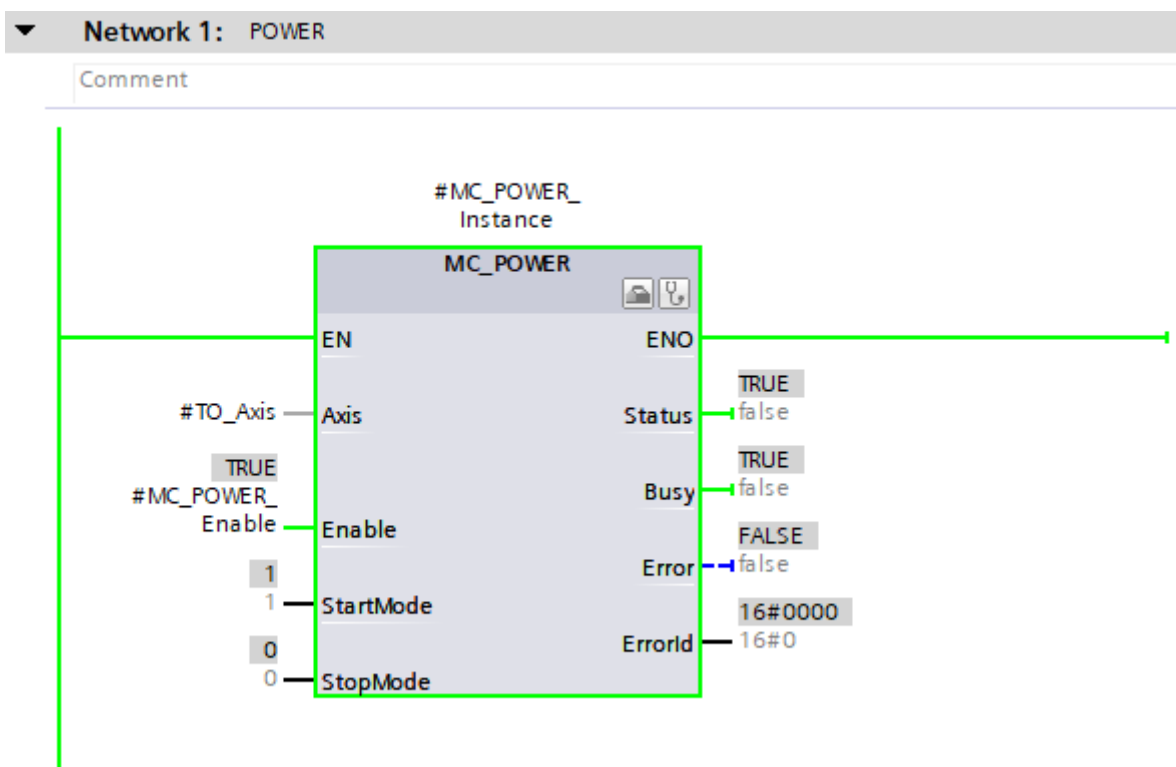 Network 1: POWER
Comment
#MC_POWER_
Instance
MC_POWER
EN
ENO
TRUE
#TO_Axis
Axis
Status
false
TRUE
TRUE
#MC_POWER_
Busy
false
Enable
Enable
FALSE
Error
false
1
1
StartMode
16#0000
0
ErrorId
16#0
0
StopMode